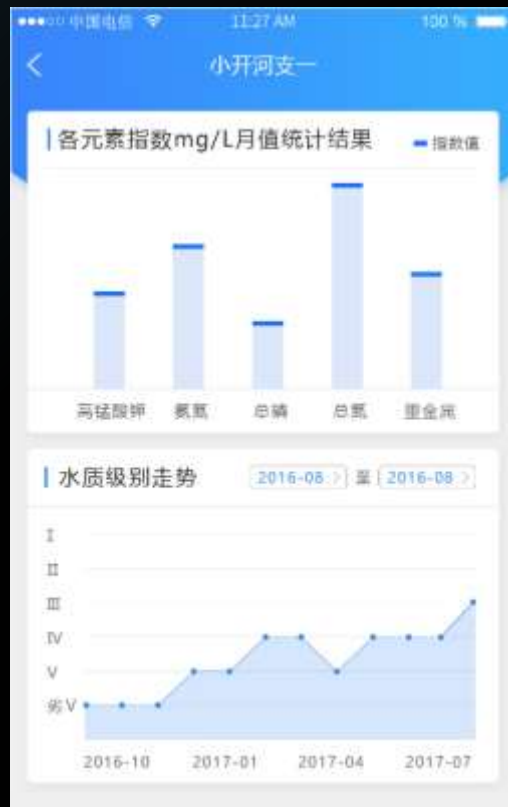 中国电信 11:27 AM 100 %
小开河支一
各元素指数mg/L月值统计结果
指数值
高锰酸钾 氨氮 总磷 总氮 重金属
水质级别走势
2016-08 至 2016-08
I
II
III
IV
V
劣V
2016-10 2017-01 2017-04 2017-07